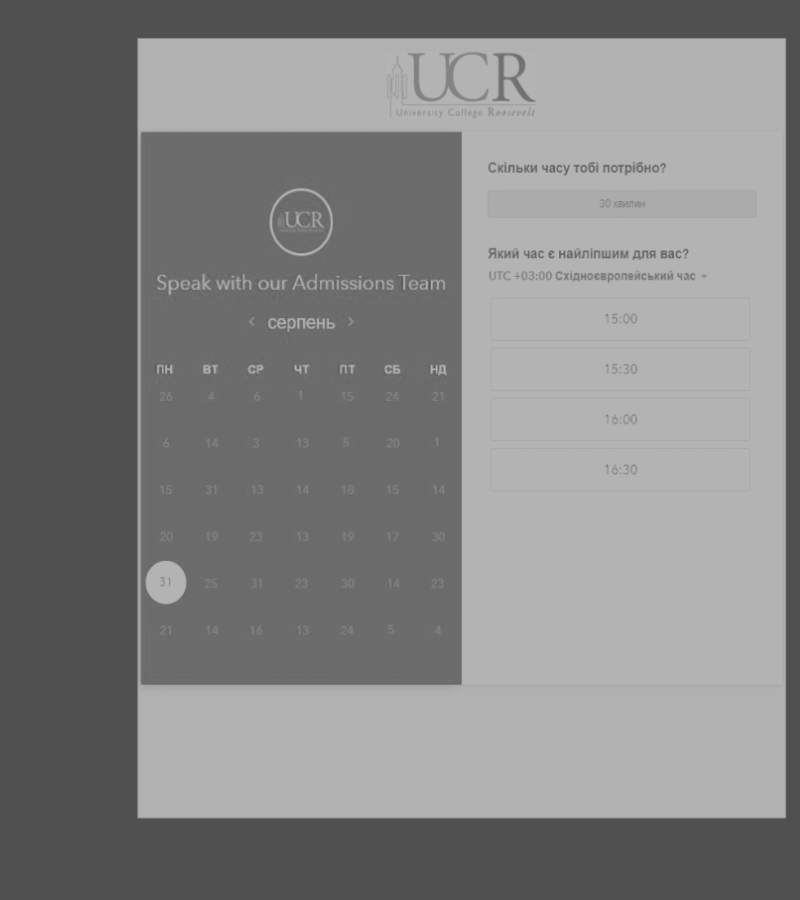 UCR
University College Roosevelt
UCR
Speak with our Admissions Team
‹ серпень ›
ПН ВТ СР ЧТ ПТ СБ НД
26 4 6 1 15 24 21
6 14 3 13 5 20 1
15 31 13 14 18 15 14
20 19 23 13 19 17 30
31 25 31 23 30 14 23
21 14 16 13 24 5 4
Скільки часу тобі потрібно?
30 хвилин
Який час є найліпшим для вас?
UTC +03:00 Східноєвропейський час
15:00
15:30
16:00
16:30